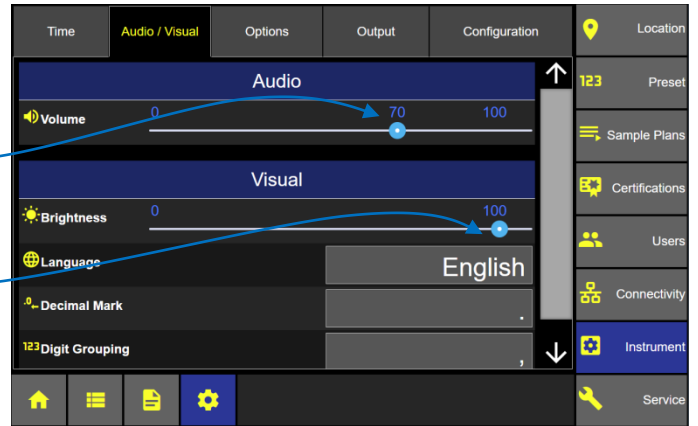 Time Audio / Visual Options Output Configuration
Location
Audio
123 Preset
Volume 0 70 100
Sample Plans
Visual
Certifications
Brightness 0 100
Users
Language English
Connectivity
.0 Decimal Mark .
123 Digit Grouping ,
Instrument
Service